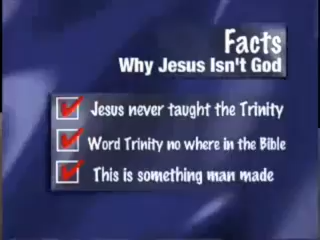 Facts
Why Jesus Isn't God
Jesus never taught the Trinity
Word Trinity no where in the Bible
This is something man made